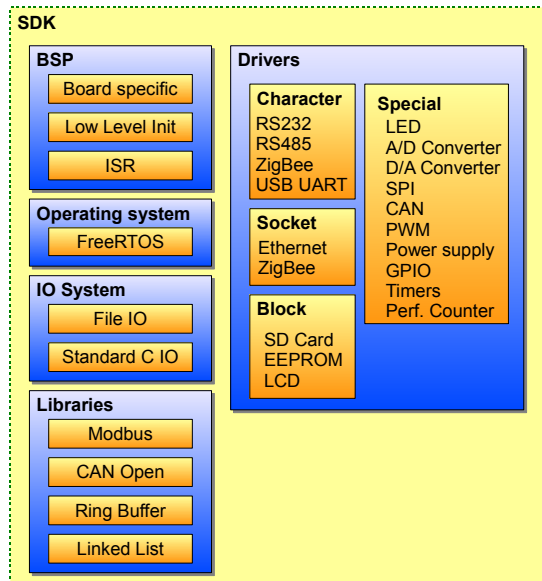 SDK
BSP
Board specific
Low Level Init
ISR
Operating system
FreeRTOS
IO System
File IO
Standard C IO
Libraries
Modbus
CAN Open
Ring Buffer
Linked List
Drivers
Character
RS232
RS485
ZigBee
USB UART
Socket
Ethernet
ZigBee
Block
SD Card
EEPROM
LCD
Special
LED
A/D Converter
D/A Converter
SPI
CAN
PWM
Power supply
GPIO
Timers
Perf. Counter